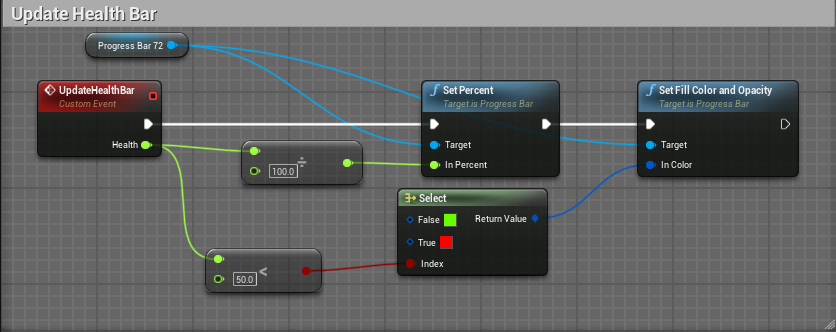 Update Health Bar
Progress Bar 72
UpdateHealthBar
Custom Event
Health
÷
100.0
Set Percent
Target is Progress Bar
Target
In Percent
Set Fill Color and Opacity
Target is Progress Bar
Target
In Color
Select
False
Return Value
True
Index
<
50.0